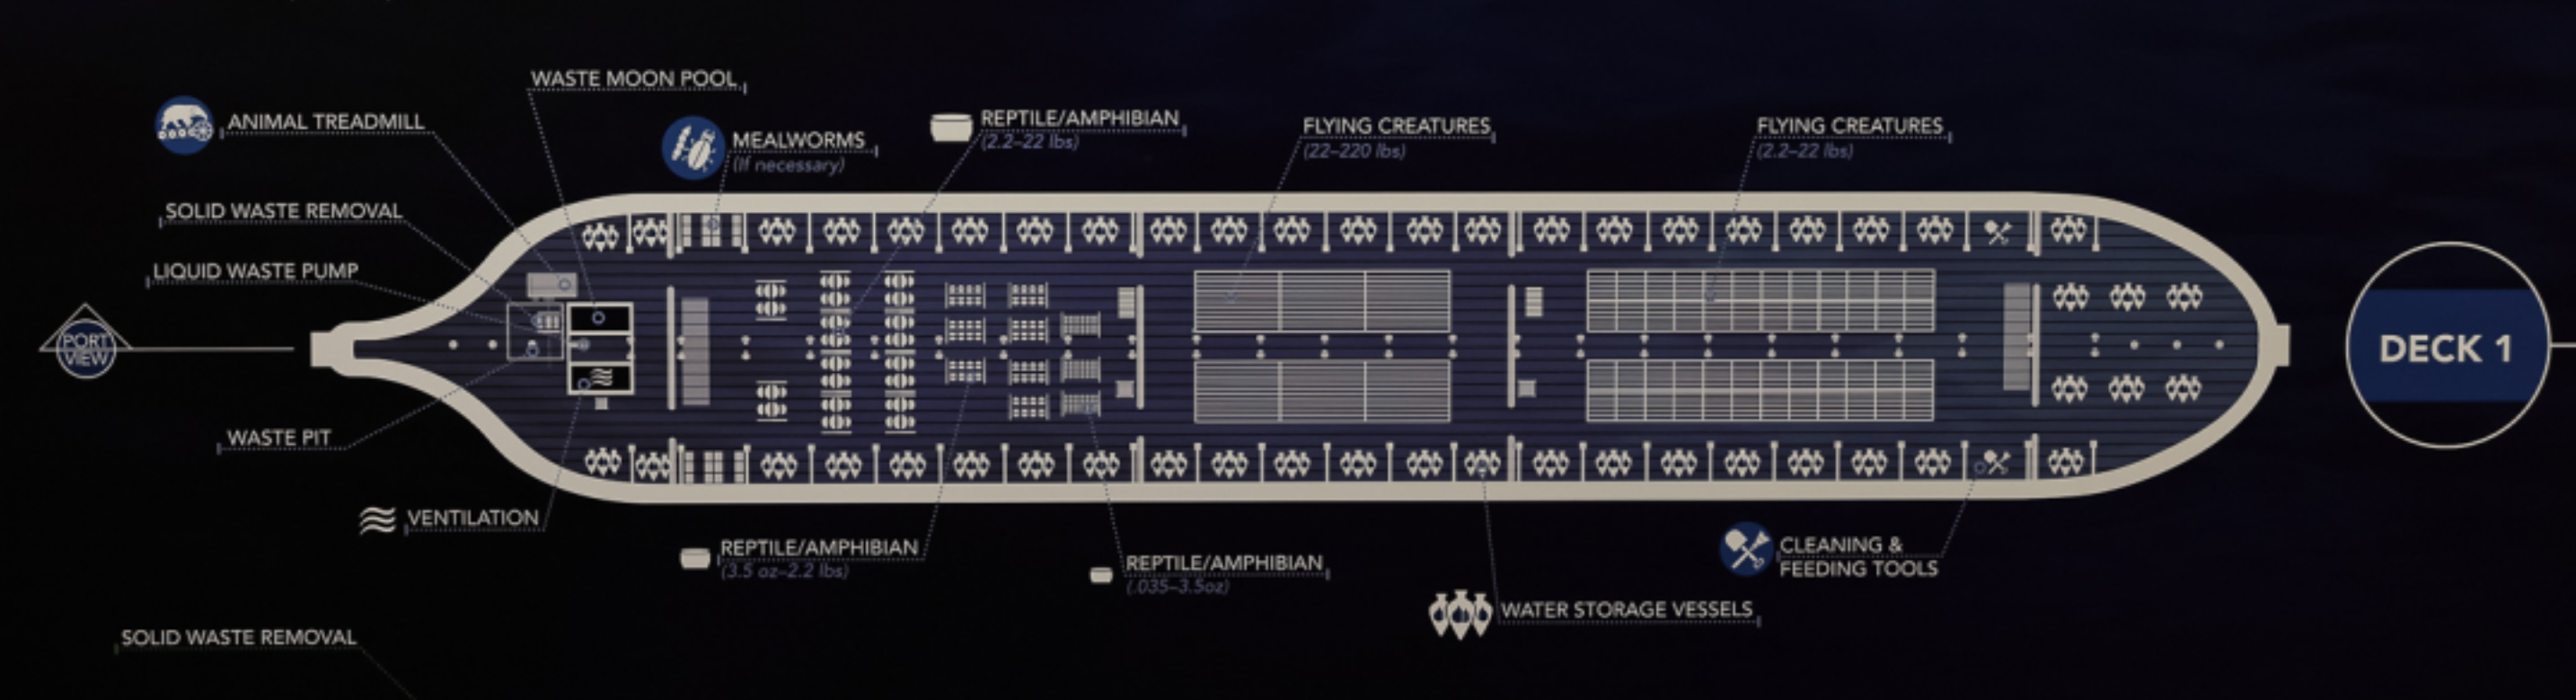 WASTE MOON POOL
ANIMAL TREADMILL
MEALWORMS
(If necessary)
REPTILE/AMPHIBIAN
(2.2–22 lbs)
FLYING CREATURES
(22–220 lbs)
FLYING CREATURES
(2.2–22 lbs)
SOLID WASTE REMOVAL
LIQUID WASTE PUMP
PORT
VIEW
DECK 1
WASTE PIT
VENTILATION
REPTILE/AMPHIBIAN
(3.5 oz–2.2 lbs)
REPTILE/AMPHIBIAN
(.035–3.5oz)
CLEANING &
FEEDING TOOLS
WATER STORAGE VESSELS
SOLID WASTE REMOVAL